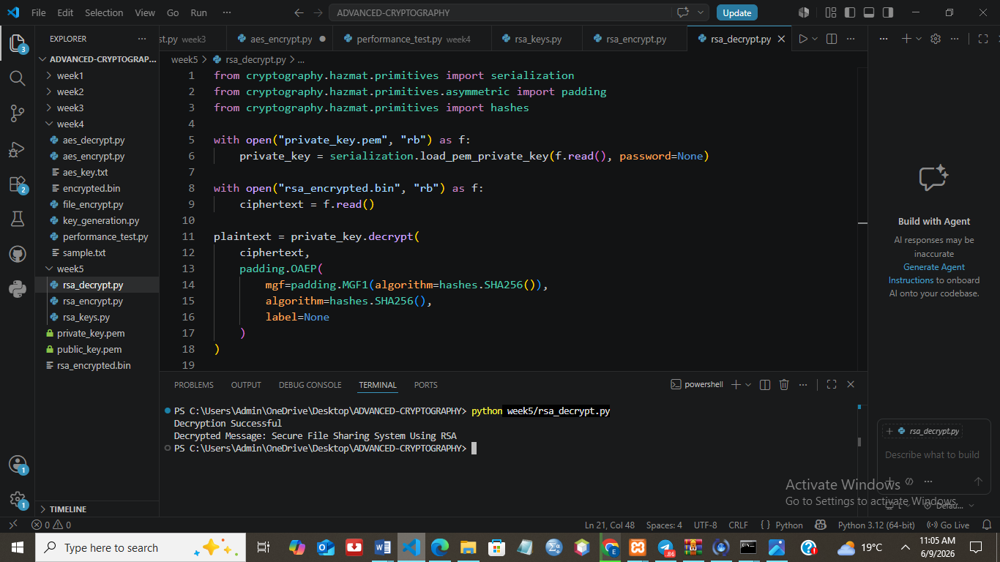 File Edit Selection View Go Run ··· ADVANCED-CRYPTOGRAPHY Update
EXPLORER ···
st.py week3 aes_encrypt.py performance_test.py week4 rsa_keys.py rsa_encrypt.py rsa_decrypt.py
ADVANCED-CRYPTOGRAP...
week1
week2
week3
week4
aes_decrypt.py
aes_encrypt.py
aes_key.txt
encrypted.bin
file_encrypt.py
key_generation.py
performance_test.py
sample.txt
week5
rsa_decrypt.py
rsa_encrypt.py
rsa_keys.py
private_key.pem
public_key.pem
rsa_encrypted.bin
TIMELINE
3
2
1
1
week5 > rsa_decrypt.py > ...
1 from cryptography.hazmat.primitives import serialization
2 from cryptography.hazmat.primitives.asymmetric import padding
3 from cryptography.hazmat.primitives import hashes
4
5 with open("private_key.pem", "rb") as f:
6 private_key = serialization.load_pem_private_key(f.read(), password=None)
7
8 with open("rsa_encrypted.bin", "rb") as f:
9 ciphertext = f.read()
10
11 plaintext = private_key.decrypt(
12 ciphertext,
13 padding.OAEP(
14 mgf=padding.MGF1(algorithm=hashes.SHA256()),
15 algorithm=hashes.SHA256(),
16 label=None
17 )
18 )
19
PROBLEMS OUTPUT DEBUG CONSOLE TERMINAL PORTS powershell
PS C:\Users\Admin\OneDrive\Desktop\ADVANCED-CRYPTOGRAPHY> python week5/rsa_decrypt.py
Decryption Successful
Decrypted Message: Secure File Sharing System Using RSA
PS C:\Users\Admin\OneDrive\Desktop\ADVANCED-CRYPTOGRAPHY>
Build with Agent
AI responses may be
inaccurate
Generate Agent
Instructions to onboard
AI onto your codebase.
rsa_decrypt.py
Describe what to build
Activate Windows
Go to Settings to activate Windows.
Defau...
0 0 Ln 21, Col 48 Spaces: 4 UTF-8 CRLF { } Python Python 3.12 (64-bit) Go Live
Type here to search
.86
19°C
11:05 AM
6/9/2026